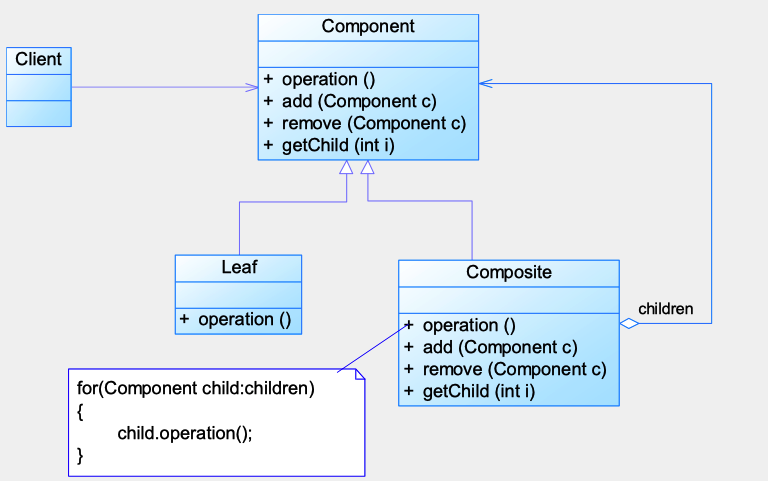 Component
Client
+ operation ()
+ add (Component c)
+ remove (Component c)
+ getChild (int i)
Leaf
+ operation ()
Composite
+ operation ()
+ add (Component c)
+ remove (Component c)
+ getChild (int i)
children
for(Component child:children)
{
child.operation();
}